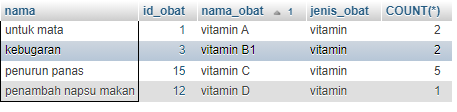 nama id_obat nama_obat 1 jenis_obat COUNT(*)
untuk mata 1 vitamin A vitamin 2
kebugaran 3 vitamin B1 vitamin 2
penurun panas 15 vitamin C vitamin 5
penambah napsu makan 12 vitamin D vitamin 1